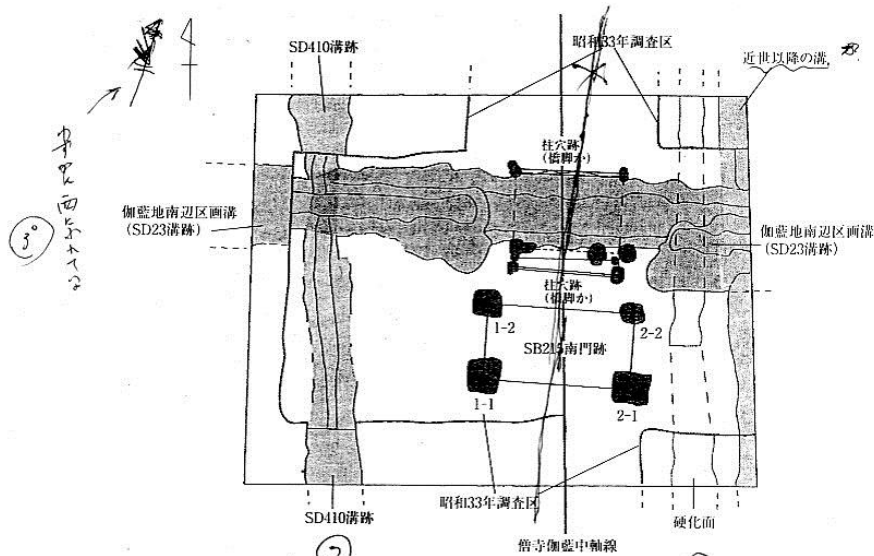 SD410溝跡
昭和33年調査区
近世以降の溝
柱穴跡
(橋脚か)
伽藍地南辺区画溝
(SD23溝跡)
伽藍地南辺区画溝
(SD23溝跡)
3°
柱穴跡
(橋脚か)
1-2
2-2
SB215南門跡
1-1
2-1
昭和33年調査区
SD410溝跡
硬化面
僧寺伽藍中軸線